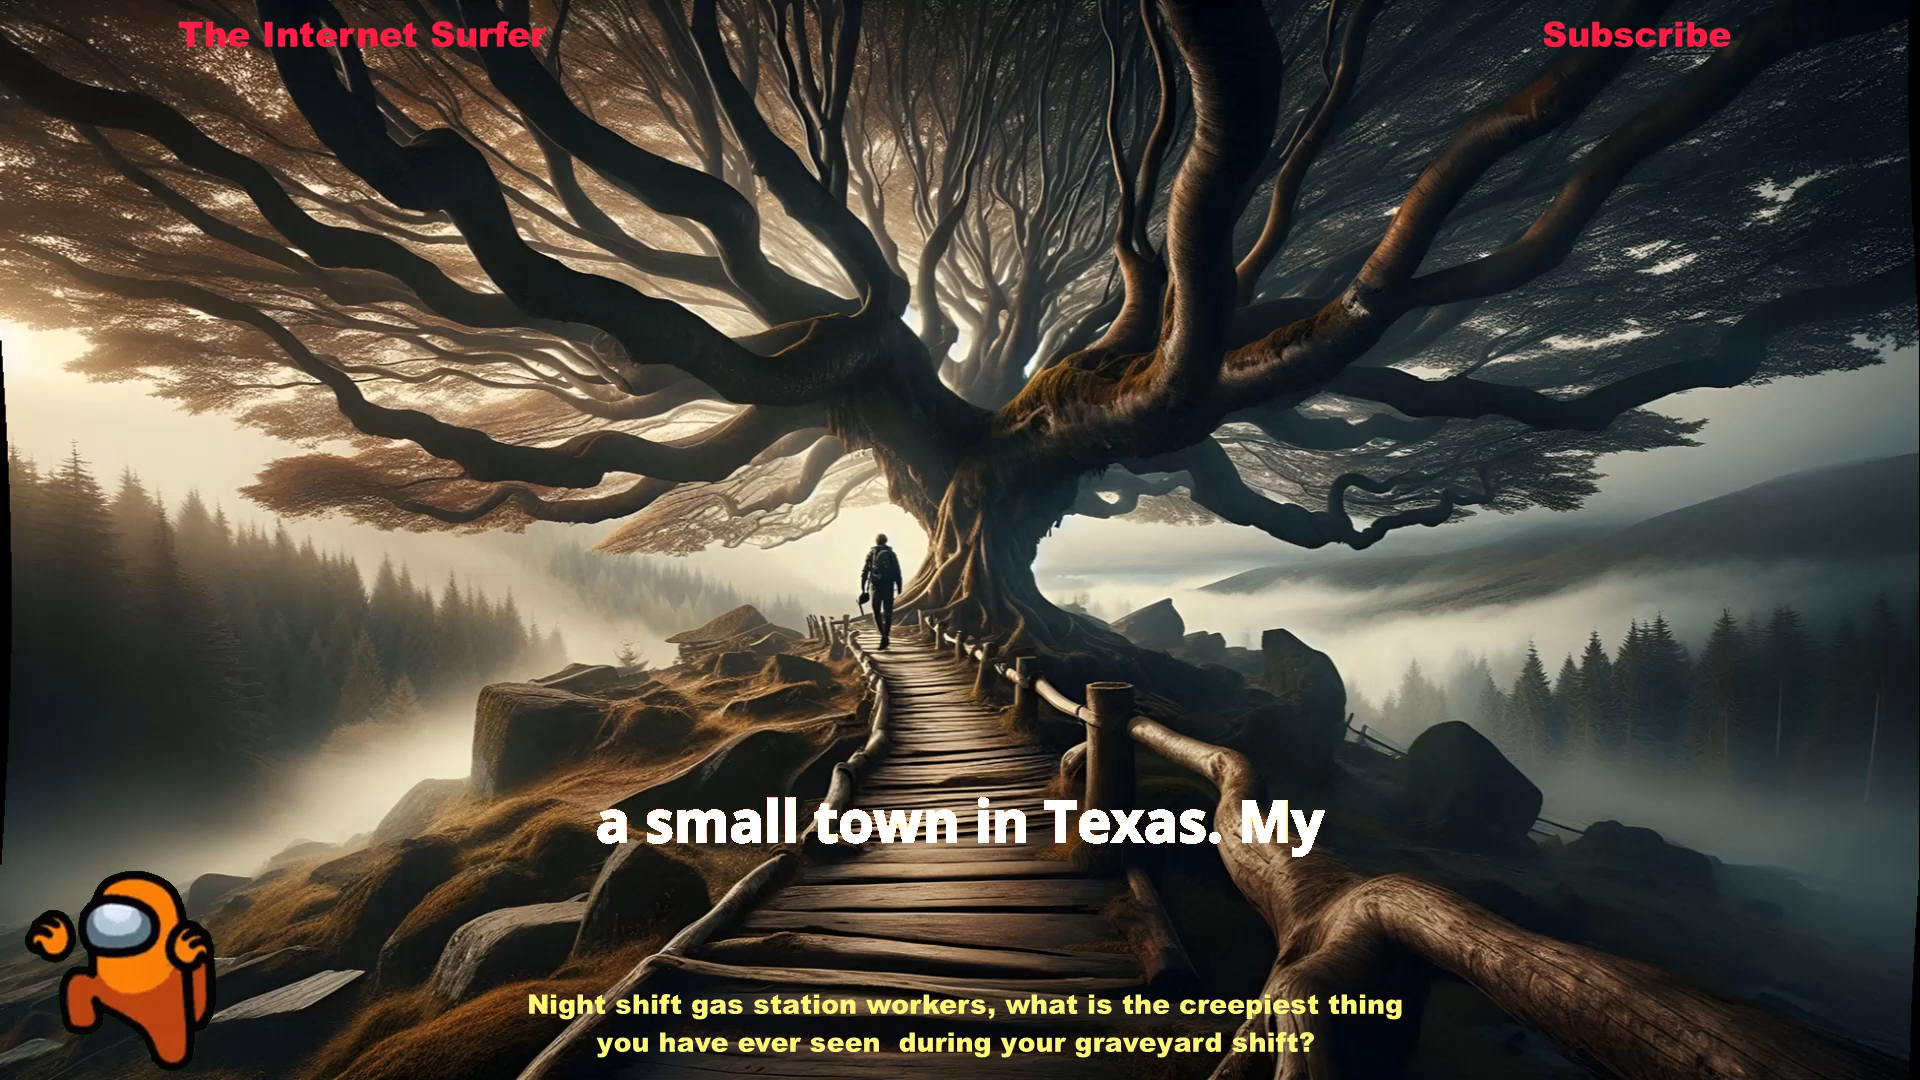 The Internet Surfer
Subscribe
a small town in Texas. My
Night shift gas station workers, what is the creepiest thing
you have ever seen  during your graveyard shift?